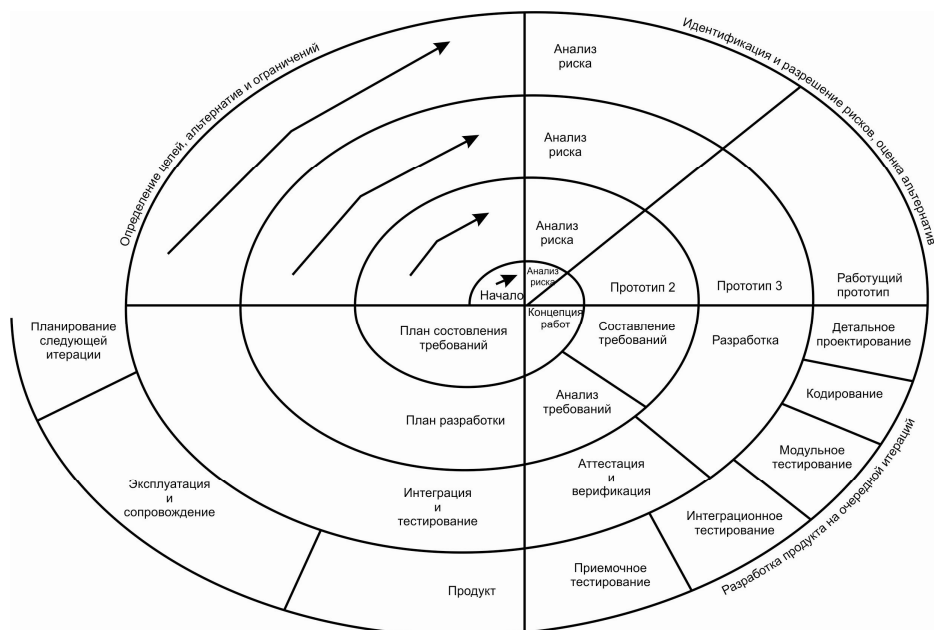 Определение целей, альтернатив и ограничений
Идентификация и разрешение рисков, оценка альтернатив
Анализ
риска
Анализ
риска
Анализ
риска
Анализ
риска
Начало
Прототип 2
Прототип 3
Работущий
прототип
Планирование
следующей
итерации
План состовления
требований
Концепция
работ
Составление
требований
Разработка
Детальное
проектирование
Кодирование
План разработки
Анализ
требований
Модульное
тестирование
Эксплуатация
и
сопровождение
Интеграция
и
тестирование
Аттестация
и
верификация
Интеграционное
тестирование
Разработка продукта на очередной итераций
Продукт
Приемочное
тестирование